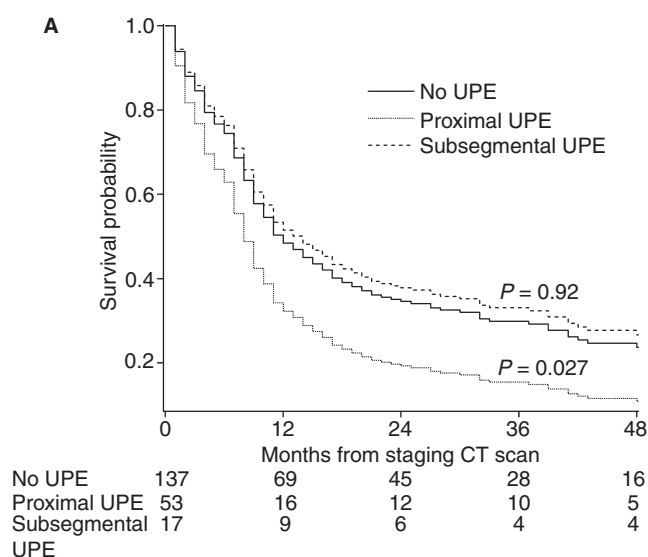 A
1.0
0.8
0.6
0.4
0.2
Survival probability
No UPE
Proximal UPE
Subsegmental UPE
P = 0.92
P = 0.027
0 12 24 36 48
Months from staging CT scan
No UPE 137 69 45 28 16
Proximal UPE 53 16 12 10 5
Subsegmental 17 9 6 4 4
UPE